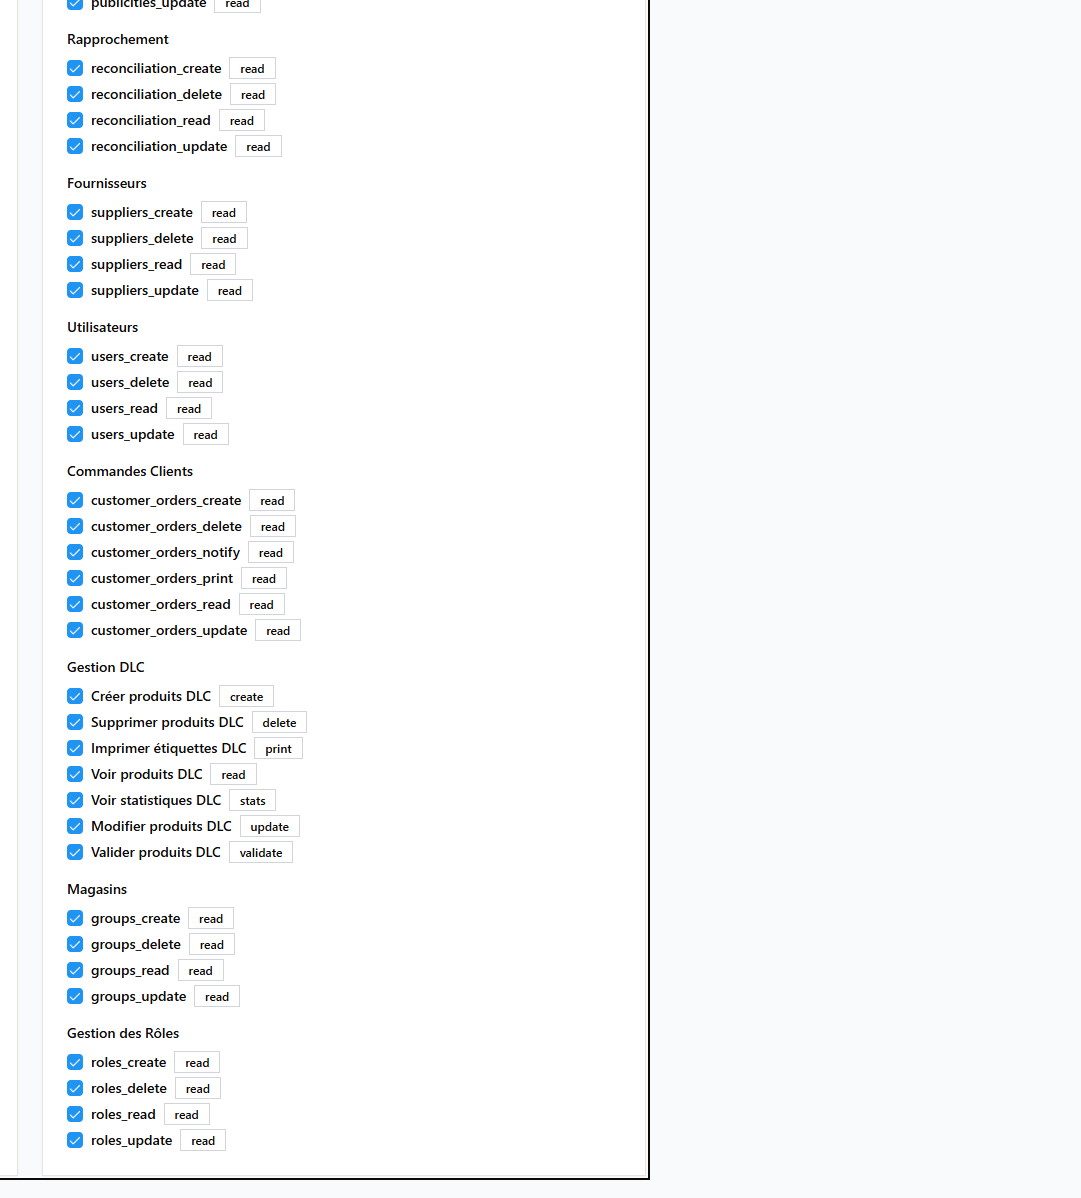 publicities_update read
Rapprochement
reconciliation_create read
reconciliation_delete read
reconciliation_read read
reconciliation_update read
Fournisseurs
suppliers_create read
suppliers_delete read
suppliers_read read
suppliers_update read
Utilisateurs
users_create read
users_delete read
users_read read
users_update read
Commandes Clients
customer_orders_create read
customer_orders_delete read
customer_orders_notify read
customer_orders_print read
customer_orders_read read
customer_orders_update read
Gestion DLC
Créer produits DLC create
Supprimer produits DLC delete
Imprimer étiquettes DLC print
Voir produits DLC read
Voir statistiques DLC stats
Modifier produits DLC update
Valider produits DLC validate
Magasins
groups_create read
groups_delete read
groups_read read
groups_update read
Gestion des Rôles
roles_create read
roles_delete read
roles_read read
roles_update read